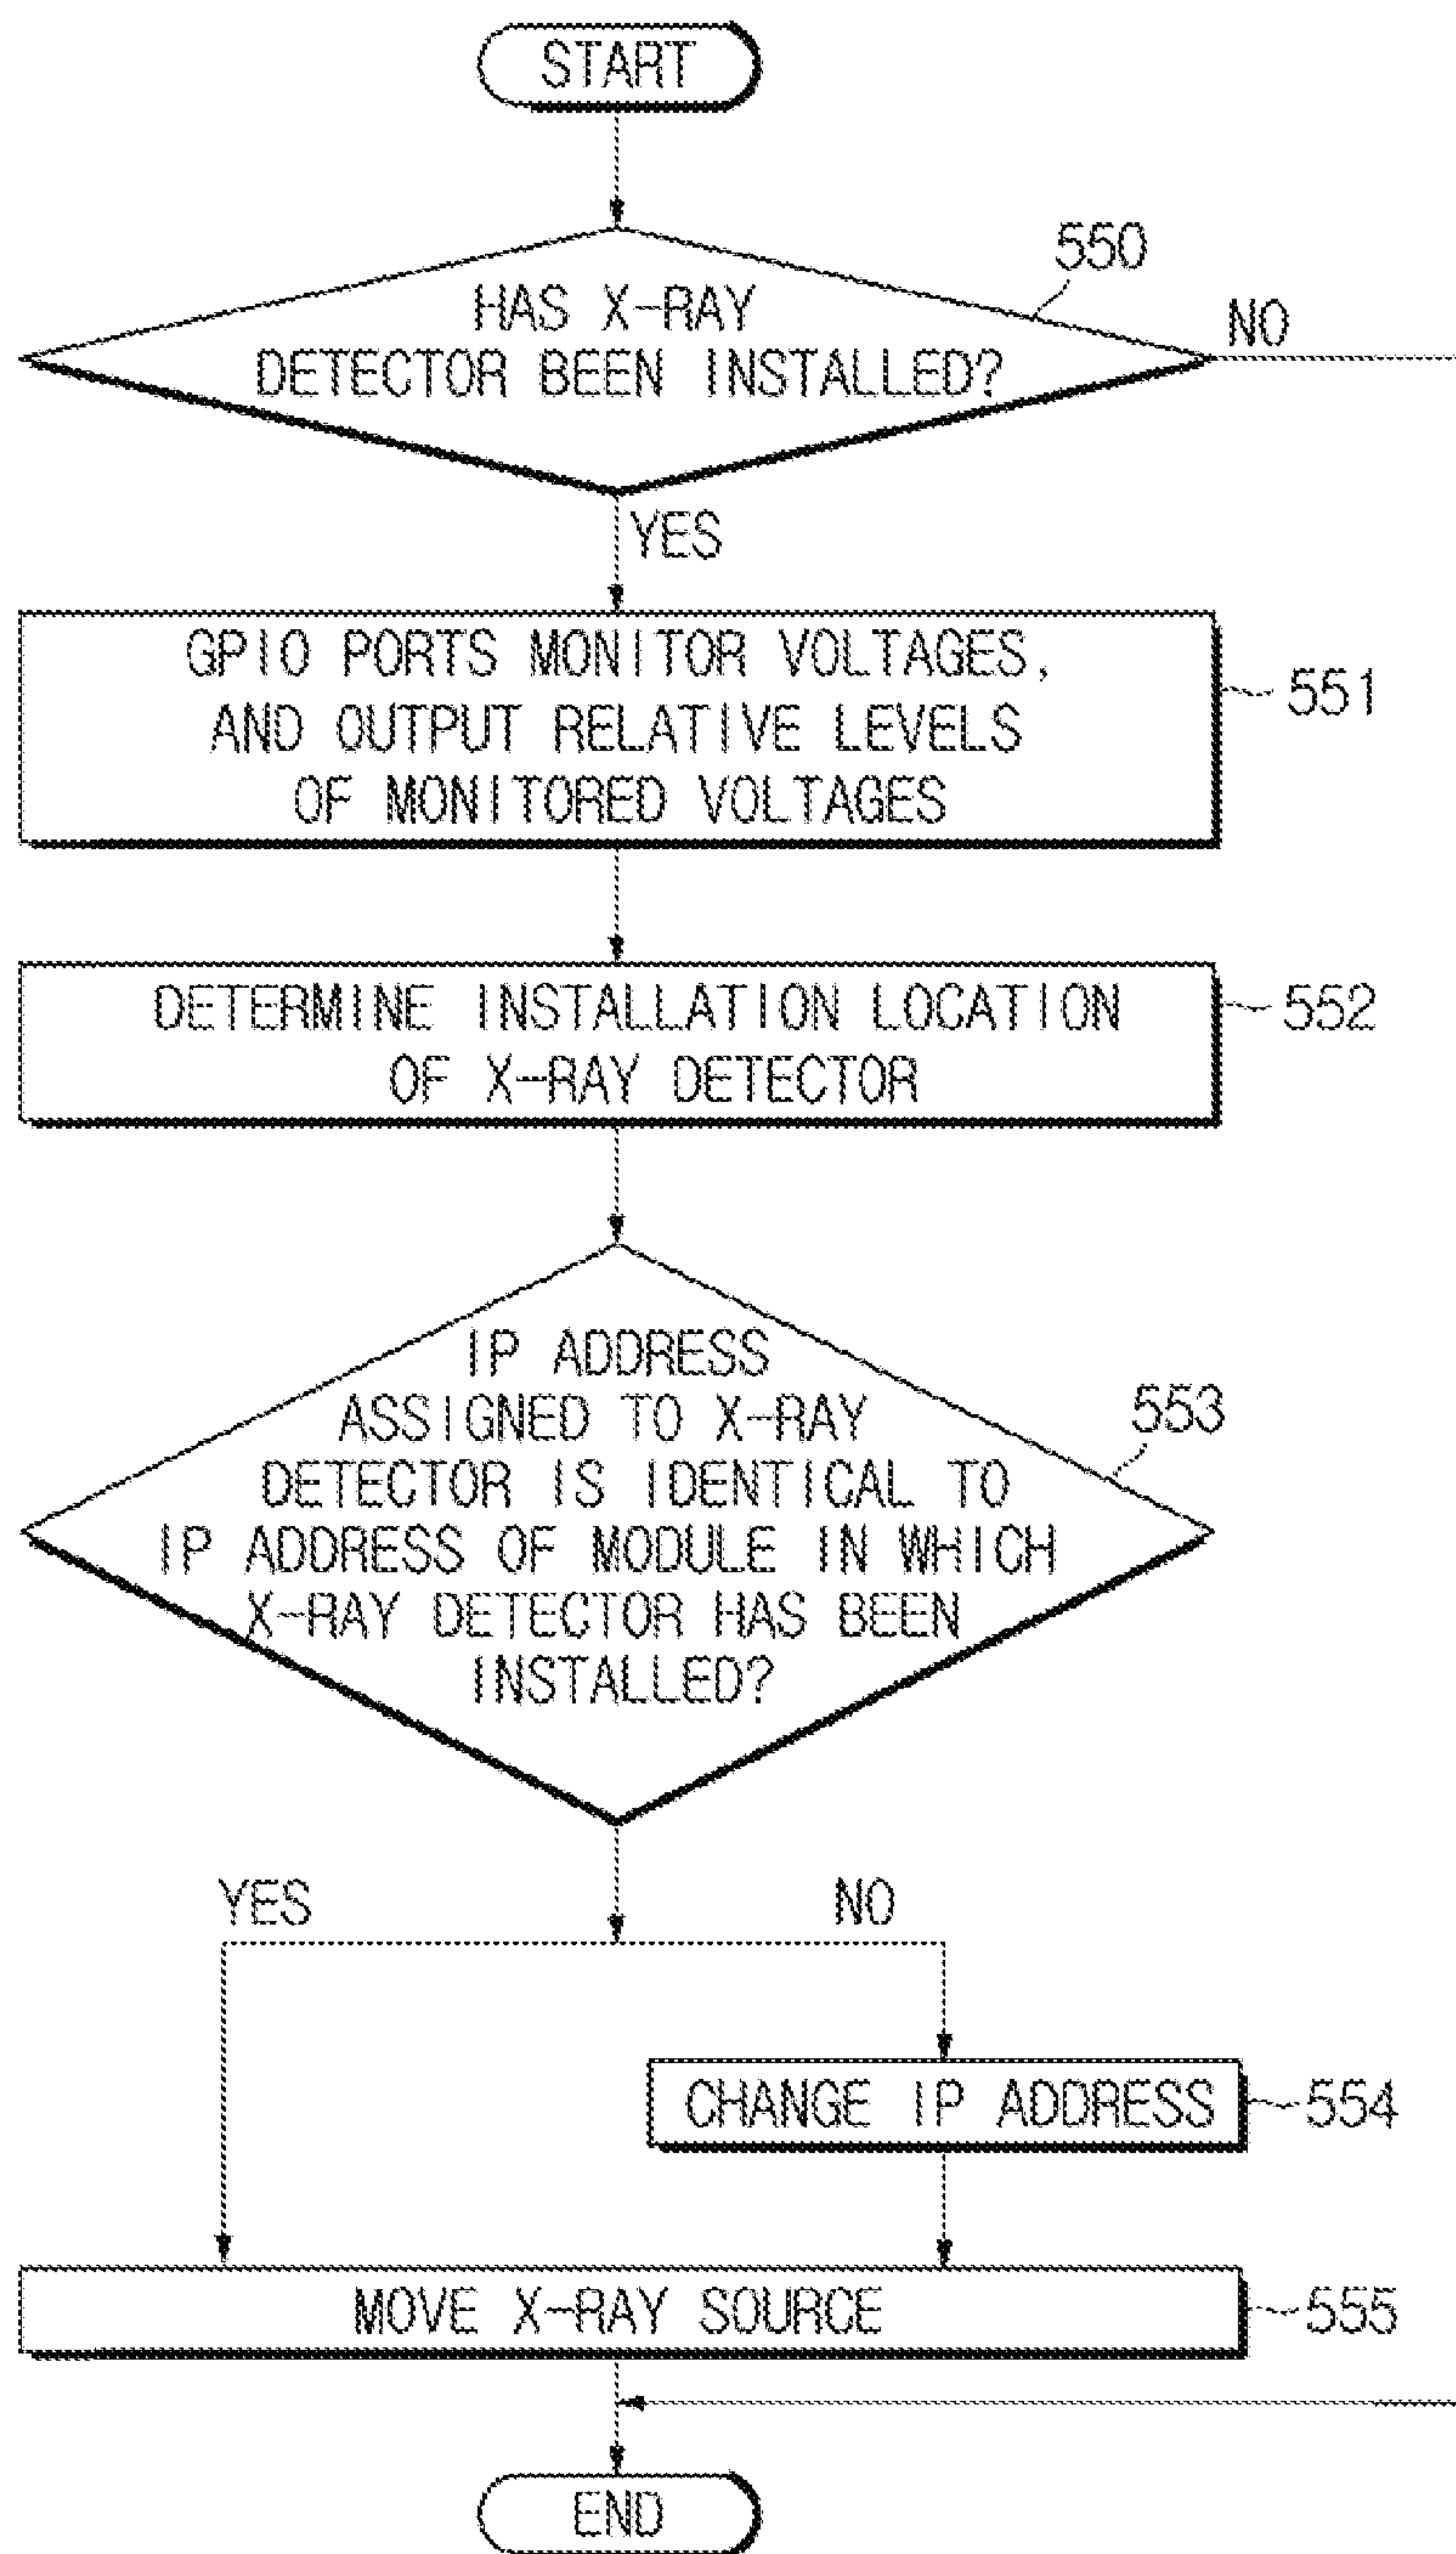 START
550
HAS X-RAY
DETECTOR BEEN INSTALLED?
NO
YES
GPIO PORTS MONITOR VOLTAGES,
AND OUTPUT RELATIVE LEVELS
OF MONITORED VOLTAGES
551
DETERMINE INSTALLATION LOCATION
OF X-RAY DETECTOR
552
IP ADDRESS
ASSIGNED TO X-RAY
DETECTOR IS IDENTICAL TO
IP ADDRESS OF MODULE IN WHICH
X-RAY DETECTOR HAS BEEN
INSTALLED?
553
YES
NO
CHANGE IP ADDRESS
554
MOVE X-RAY SOURCE
555
END